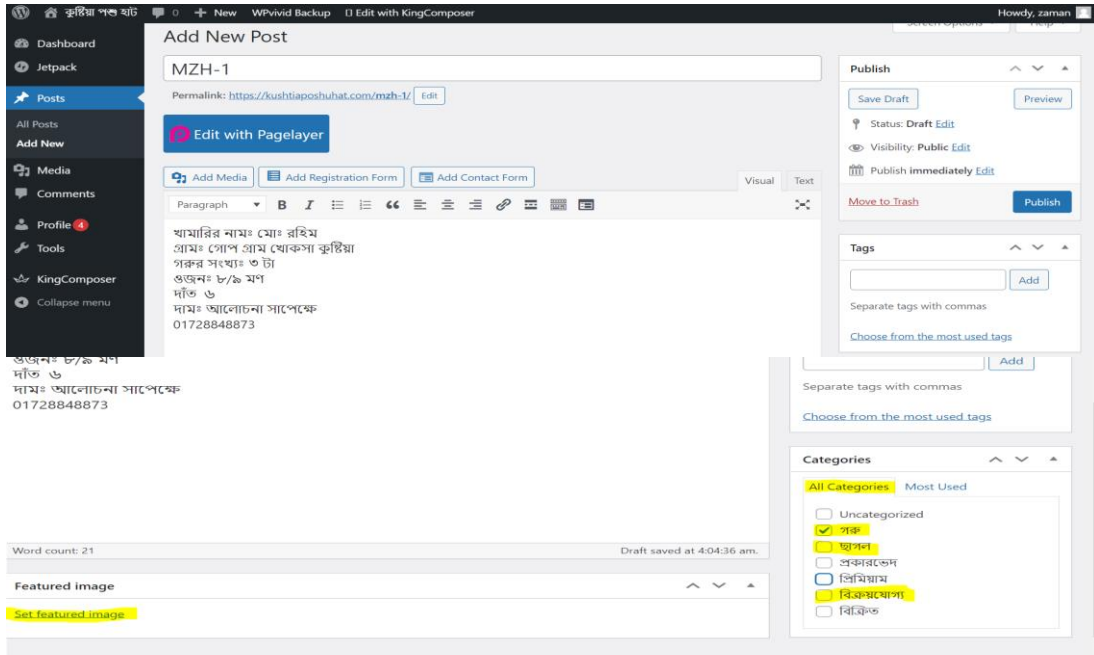 কুষ্টিয়া পশু হাট 0 + New WPvivid Backup Edit with KingComposer Howdy, zaman
Screen Options Help
Dashboard
Jetpack
Posts
All Posts
Add New
Media
Comments
Profile 4
Tools
KingComposer
Collapse menu
Add New Post
MZH-1
Permalink: https://kushtiaposhuhat.com/mzh-1/ Edit
Edit with Pagelayer
Add Media Add Registration Form Add Contact Form Visual Text
Paragraph B I
খামারির নামঃ মোঃ রহিম
গ্রামঃ গোপ গ্রাম খোকসা কুষ্টিয়া
গরুর সংখ্যঃ ৩ টা
ওজনঃ ৮/৯ মণ
দাঁত ৬
দামঃ আলোচনা সাপেক্ষে
01728848873
Publish
Save Draft Preview
Status: Draft Edit
Visibility: Public Edit
Publish immediately Edit
Move to Trash Publish
Tags
Add
Separate tags with commas
Choose from the most used tags
ওজনঃ ৮/৯ মণ
দাঁত ৬
দামঃ আলোচনা সাপেক্ষে
01728848873
Word count: 21 Draft saved at 4:04:36 am.
Featured image
Set featured image
Add
Separate tags with commas
Choose from the most used tags
Categories
All Categories Most Used
Uncategorized
গরু
ছাগল
প্রকারভেদ
প্রিমিয়াম
বিক্রয়যোগ্য
বিক্রিত